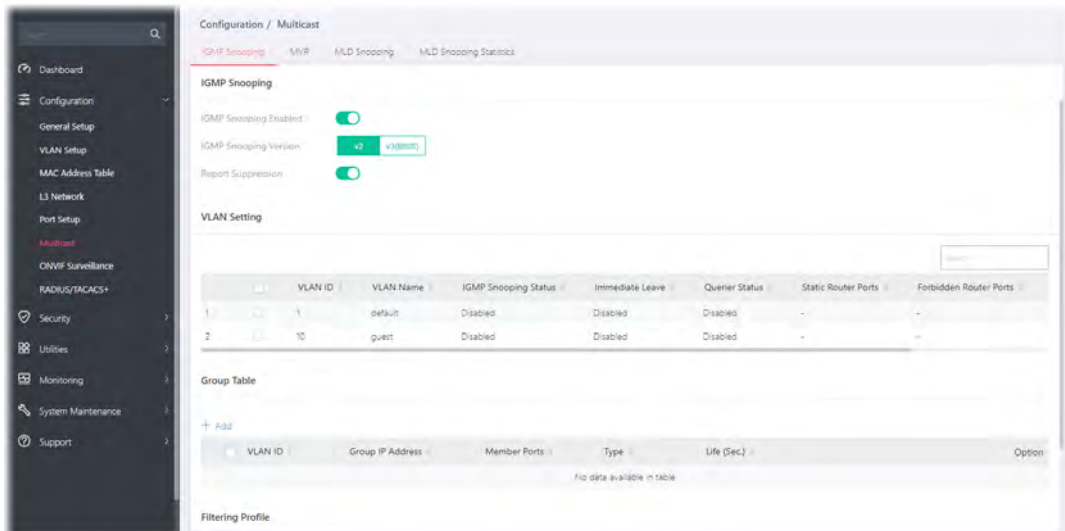 Configuration / Multicast
IGMP Snooping MVR MLD Snooping MLD Snooping Statistics
Dashboard
Configuration
General Setup
VLAN Setup
MAC Address Table
L3 Network
Port Setup
Multicast
ONVIF Surveillance
RADIUS/TACACS+
Security
Utilities
Monitoring
System Maintenance
Support
IGMP Snooping
IGMP Snooping Enabled
IGMP Snooping Version v2
Report Suppression
VLAN Setting
VLAN ID VLAN Name IGMP Snooping Status Immediate Leave Querier Status Static Router Ports Forbidden Router Ports
1 1 default Disabled Disabled Disabled - -
2 10 guest Disabled Disabled Disabled - -
Group Table
+ Add
VLAN ID Group IP Address Member Ports Type Life (Sec.) Option
No data available in table
Filtering Profile